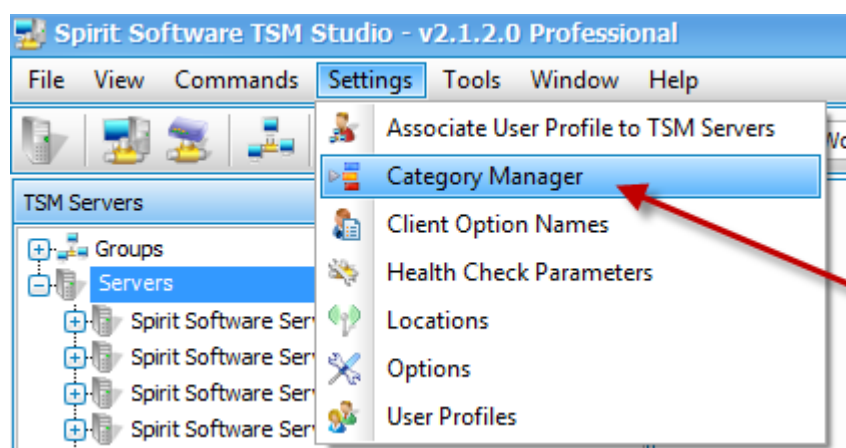 Spirit Software TSM Studio - v2.1.2.0 Professional
File View Commands Settings Tools Window Help
Associate User Profile to TSM Servers
TSM Servers
Category Manager
Groups
Client Option Names
Servers
Health Check Parameters
Spirit Software Ser
Locations
Spirit Software Ser
Options
Spirit Software Ser
User Profiles
Spirit Software Ser